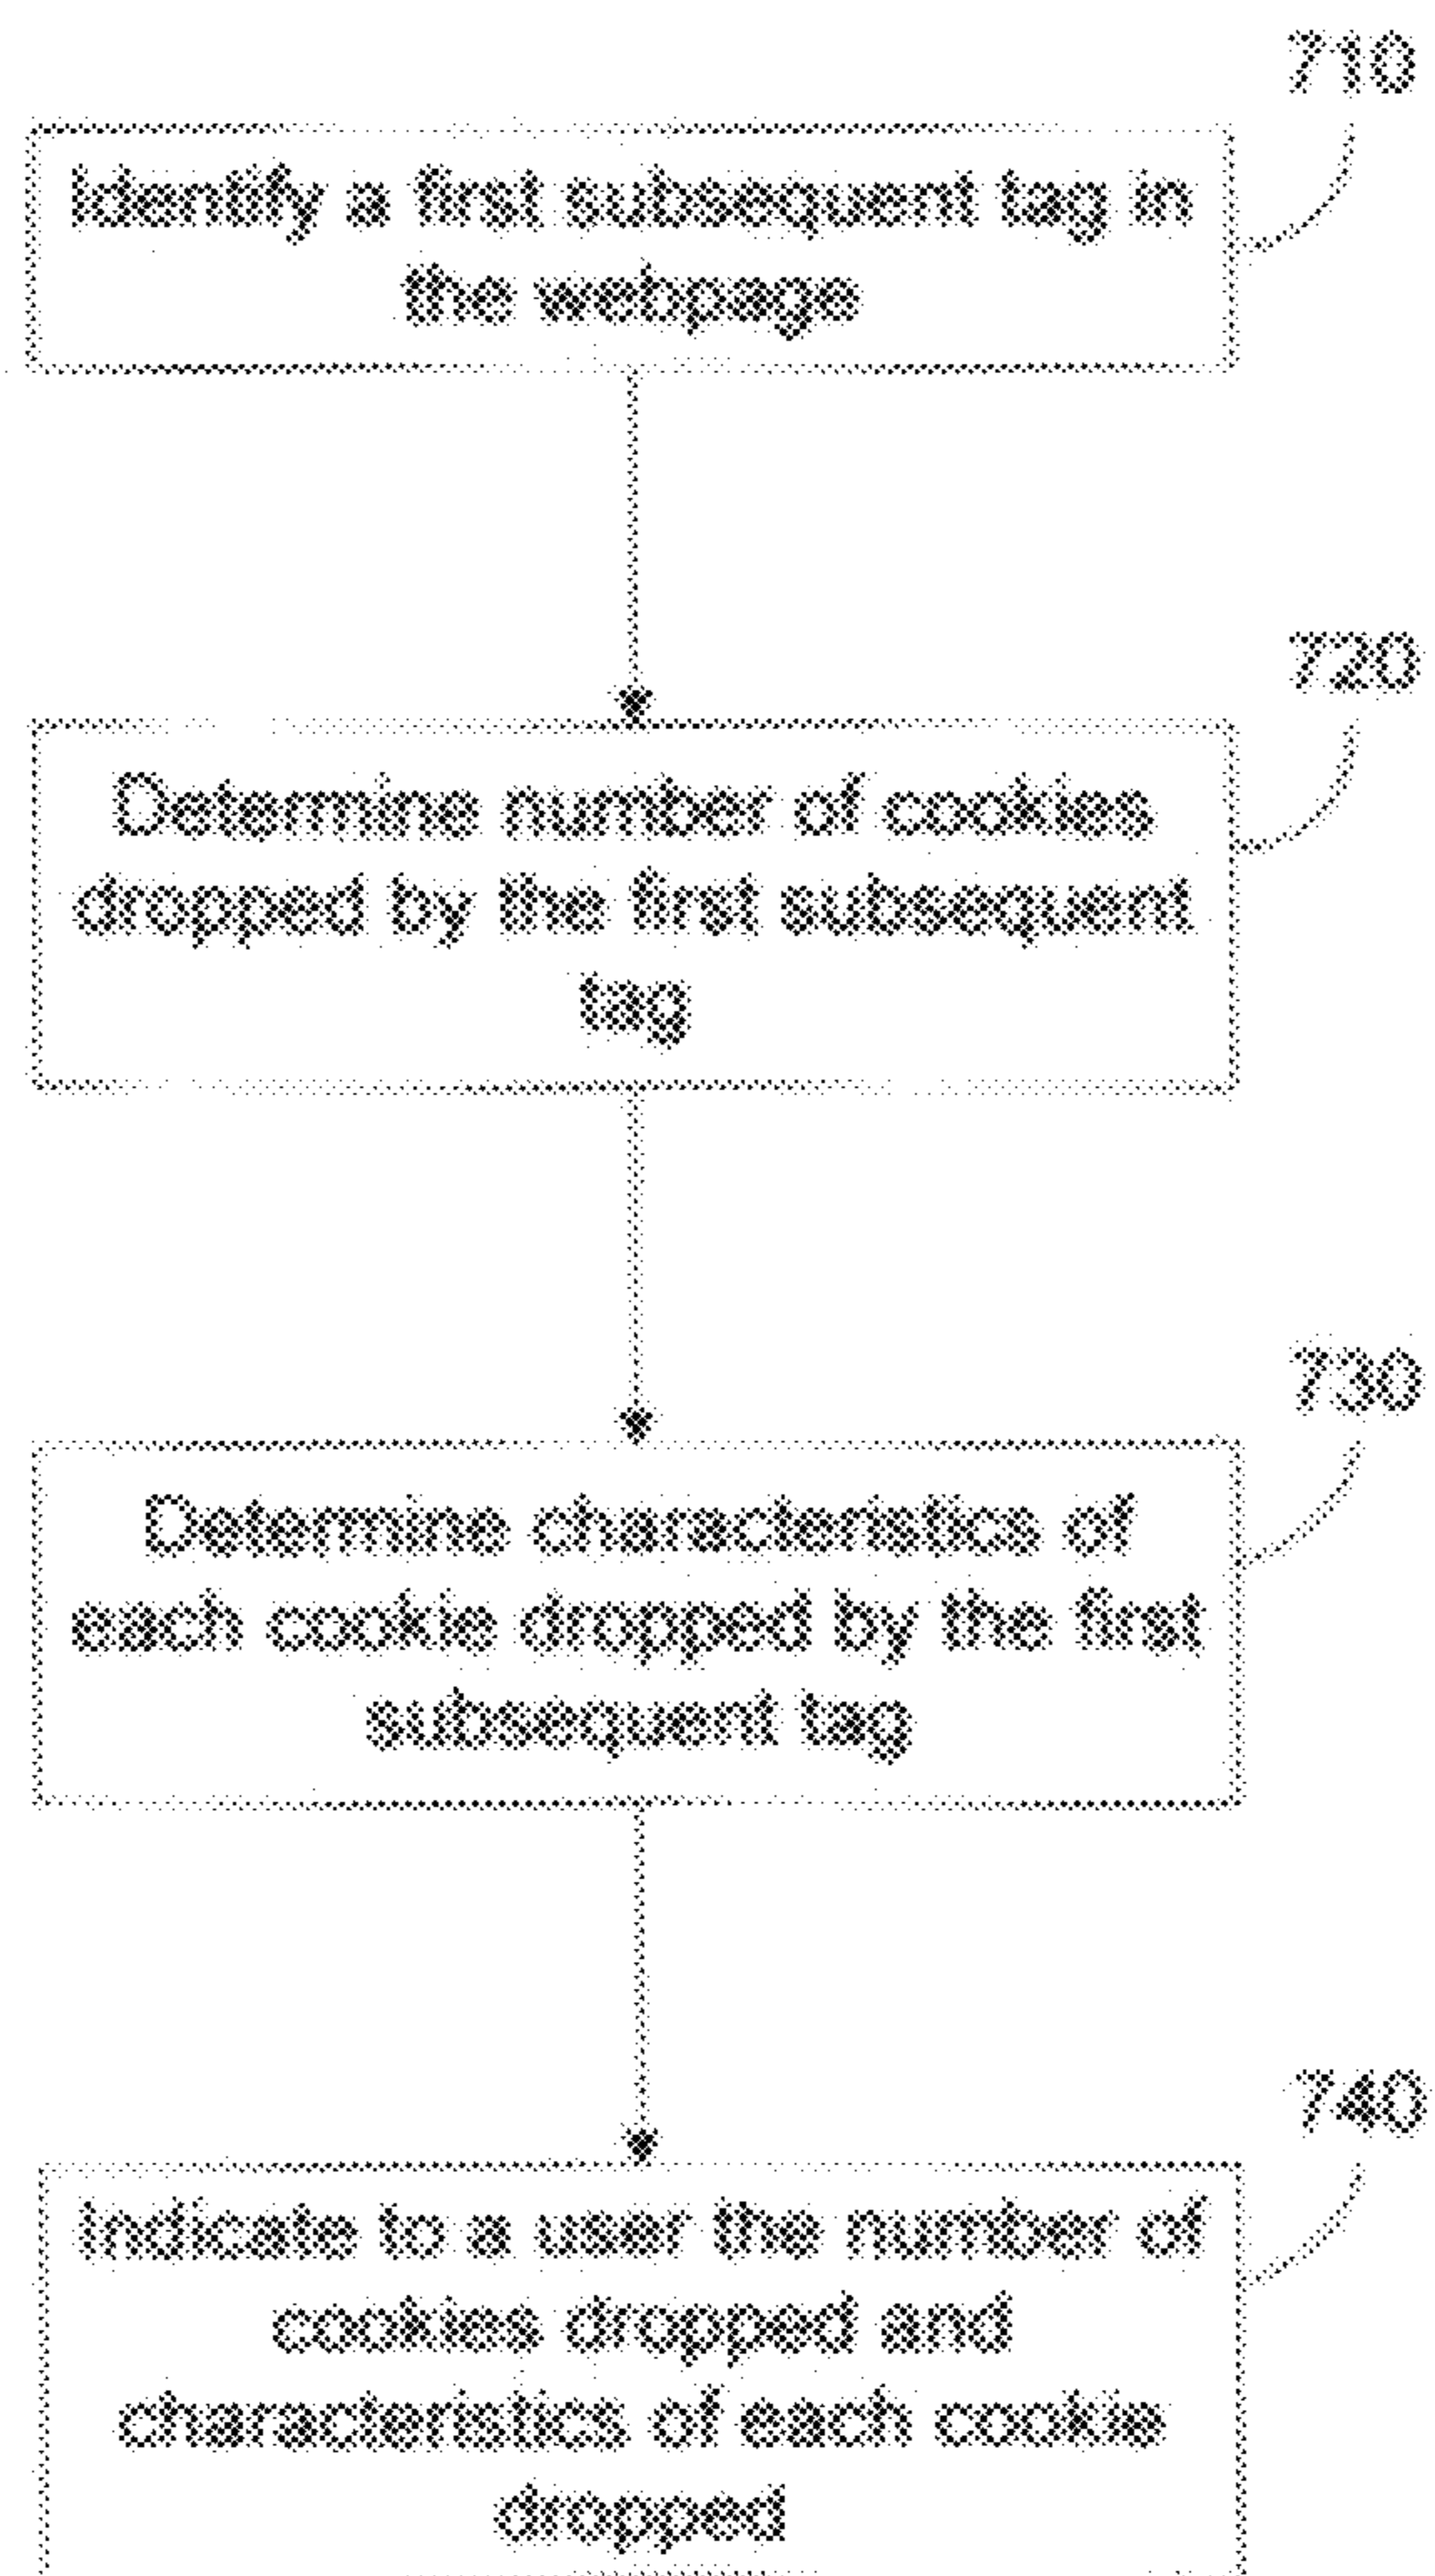 710
Identify a first subsequent tag in
the webpage
720
Determine number of cookies
dropped by the first subsequent
tag
730
Determine characteristics of
each cookie dropped by the first
subsequent tag
740
Indicate to a user the number of
cookies dropped and
characteristics of each cookie
dropped